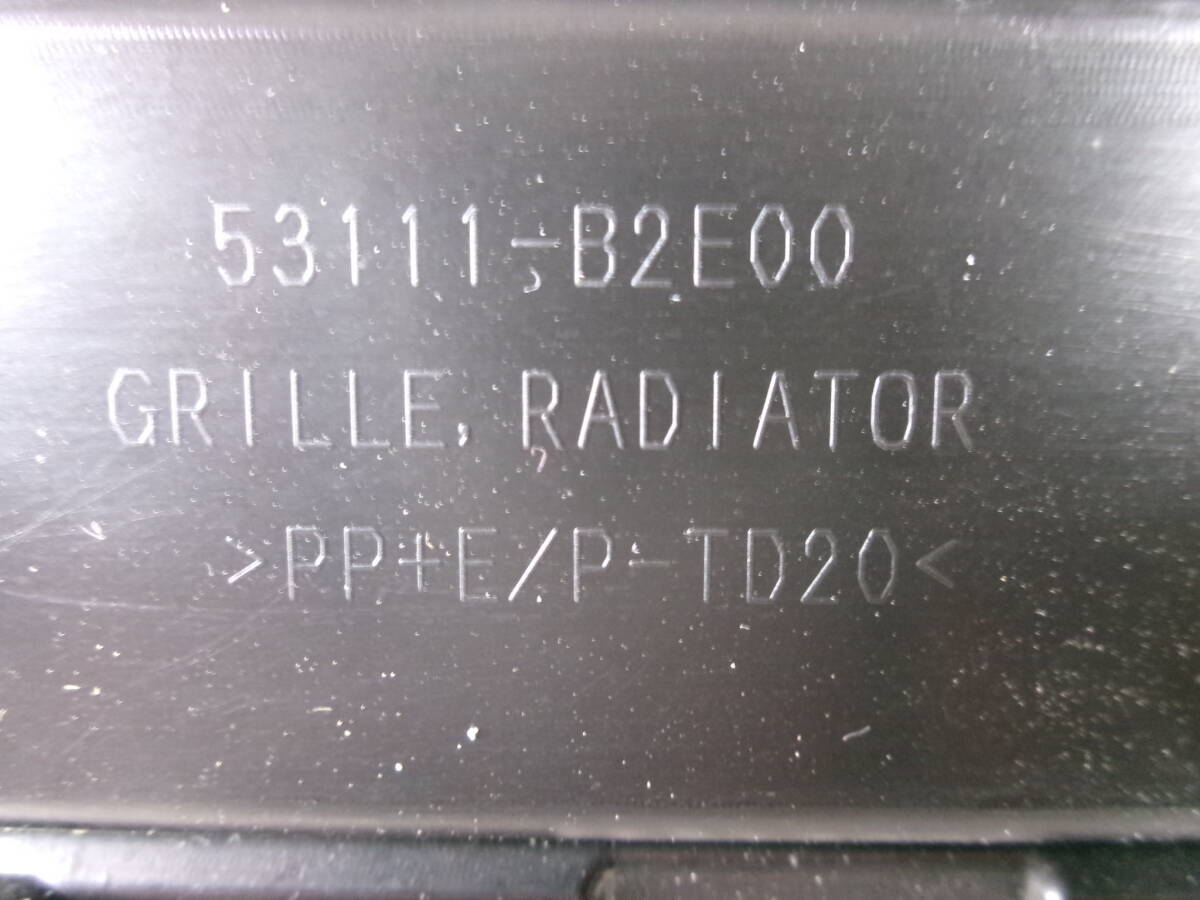 53111-B2E00
GRILLE, RADIATOR
>PP+E/P-TD20<